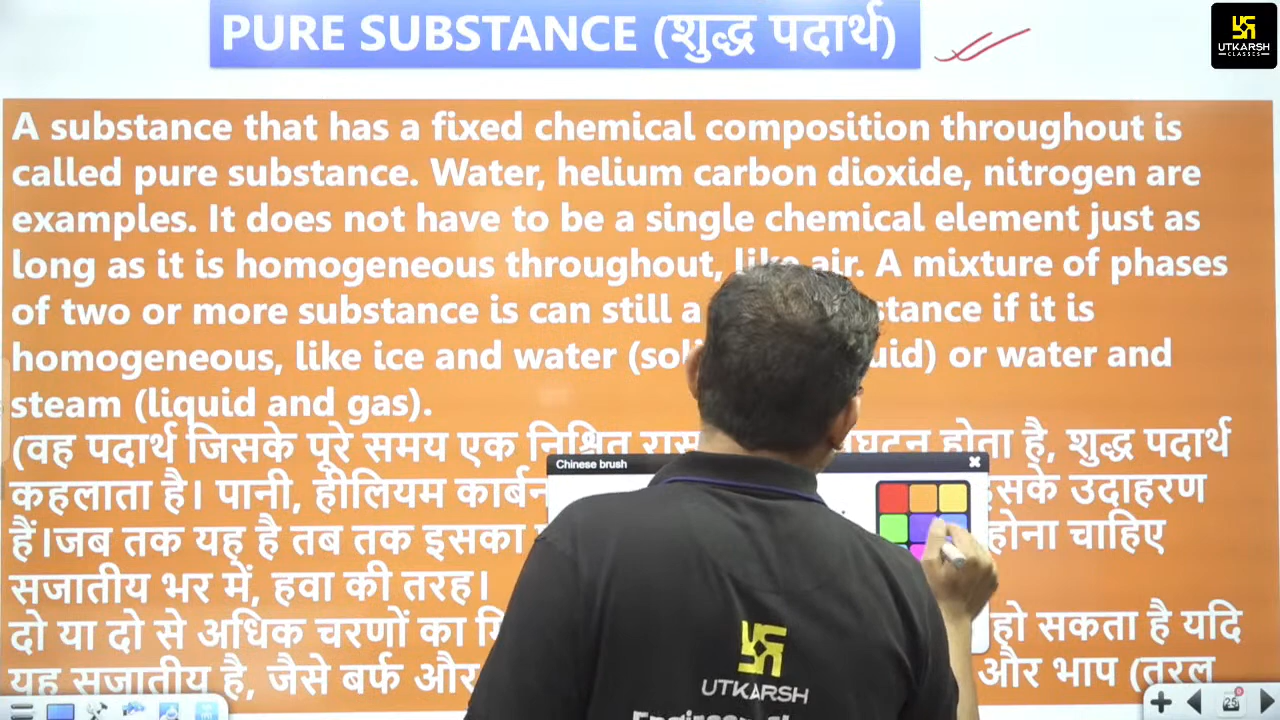 PURE SUBSTANCE (शुद्ध पदार्थ)
UTKARSH
CLASSES
A substance that has a fixed chemical composition throughout is
called pure substance. Water, helium carbon dioxide, nitrogen are
examples. It does not have to be a single chemical element just as
long as it is homogeneous throughout, like air. A mixture of phases
of two or more substance is can still a if it is
homogeneous, like ice and water or water and
steam (liquid and gas).
(वह पदार्थ जिसके पूरे समय एक निश्चित होता है, शुद्ध पदार्थ
Chinese brush
कहलाता है। पानी, हीलियम उदाहरण
हैं।जब तक यह है तब तक इसका होना चाहिए
सजातीय भर में, हवा की तरह।
दो या दो से अधिक चरणों का हो सकता है यदि
यह सजातीय है, जैसे बर्फ और और भाप (तरल
UTKARSH
25